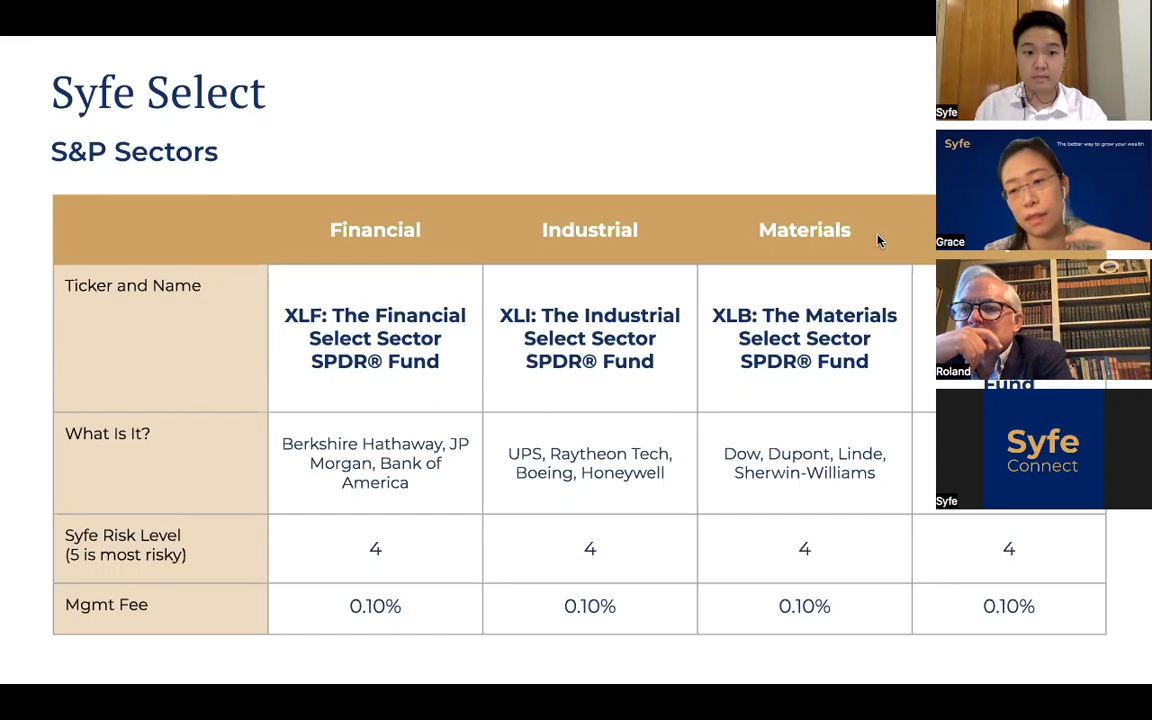 Syfe Select
S&P Sectors
Financial
Industrial
Materials
Ticker and Name
XLF: The Financial
Select Sector
SPDR® Fund
XLI: The Industrial
Select Sector
SPDR® Fund
XLB: The Materials
Select Sector
SPDR® Fund
Fund
What Is It?
Berkshire Hathaway, JP
Morgan, Bank of
America
UPS, Raytheon Tech,
Boeing, Honeywell
Dow, Dupont, Linde,
Sherwin-Williams
Syfe Risk Level
(5 is most risky)
4
4
4
4
Mgmt Fee
0.10%
0.10%
0.10%
0.10%
Syfe
Syfe
The better way to grow your wealth
Grace
Roland
Syfe
Connect
Syfe